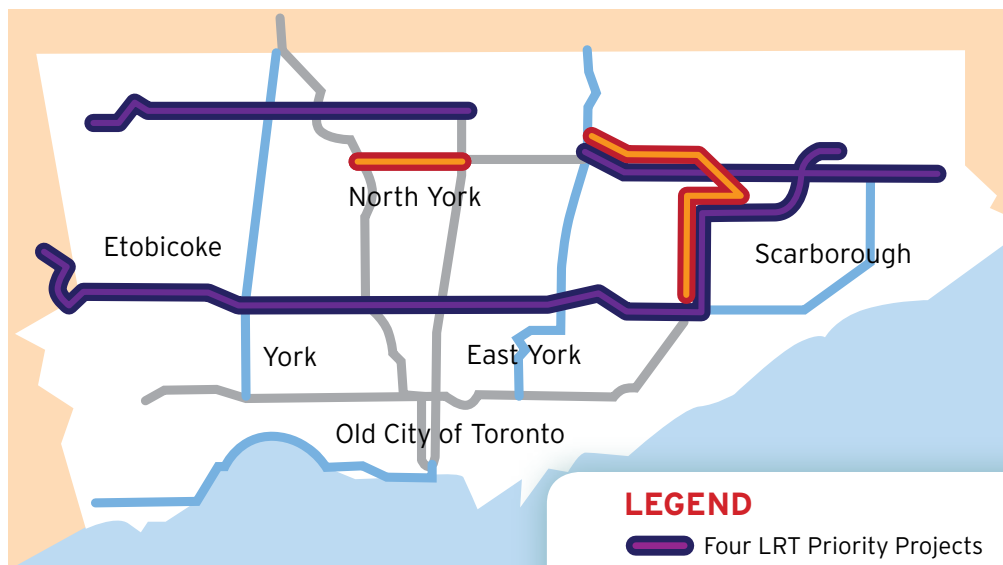 North York
Etobicoke
Scarborough
York
East York
Old City of Toronto
LEGEND
Four LRT Priority Projects